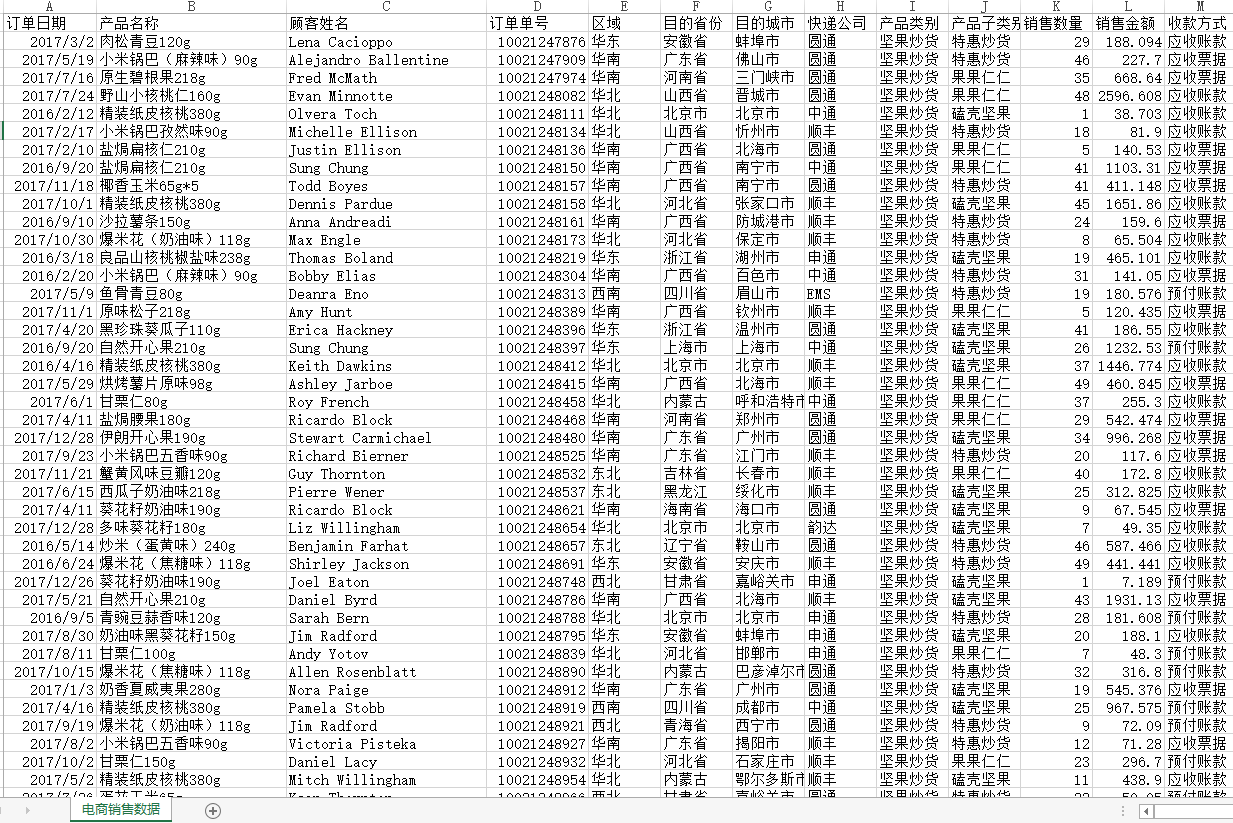 A B C D E F G H I J K L M
订单日期 产品名称 顾客姓名 订单单号 区域 目的省份 目的城市 快递公司 产品类别 产品子类别 销售数量 销售金额 收款方式
2017/3/2 肉松青豆120g Lena Cacioppo 10021247876 华东 安徽省 蚌埠市 圆通 坚果炒货 特惠炒货 29 188.094 应收账款
2017/5/19 小米锅巴（麻辣味）90g Alejandro Ballentine 10021247909 华南 广东省 佛山市 圆通 坚果炒货 特惠炒货 46 227.7 应收票据
2017/7/16 原生碧根果218g Fred McMath 10021247974 华南 河南省 三门峡市 圆通 坚果炒货 果果仁仁 35 668.64 应收账款
2017/7/24 野山小核桃仁160g Evan Minnotte 10021248082 华北 山西省 晋城市 圆通 坚果炒货 果果仁仁 48 2596.608 应收账款
2016/2/12 精装纸皮核桃380g Olvera Toch 10021248111 华北 北京市 北京市 中通 坚果炒货 磕壳坚果 1 38.703 应收账款
2017/2/17 小米锅巴孜然味90g Michelle Ellison 10021248134 华北 山西省 忻州市 顺丰 坚果炒货 特惠炒货 18 81.9 应收账款
2017/2/10 盐焗扁核仁210g Justin Ellison 10021248136 华南 广西省 北海市 圆通 坚果炒货 果果仁仁 5 140.53 应收票据
2016/9/20 盐焗扁核仁210g Sung Chung 10021248150 华南 广西省 南宁市 中通 坚果炒货 果果仁仁 41 1103.31 应收票据
2017/11/18 椰香玉米65g*5 Todd Boyes 10021248157 华南 广西省 南宁市 圆通 坚果炒货 特惠炒货 41 411.148 应收票据
2017/10/1 精装纸皮核桃380g Dennis Pardue 10021248158 华北 河北省 张家口市 顺丰 坚果炒货 磕壳坚果 45 1651.86 应收账款
2016/9/10 沙拉薯条150g Anna Andreadi 10021248161 华南 广西省 防城港市 顺丰 坚果炒货 特惠炒货 24 159.6 应收票据
2017/10/30 爆米花（奶油味）118g Max Engle 10021248173 华北 河北省 保定市 顺丰 坚果炒货 特惠炒货 8 65.504 应收账款
2016/3/18 良品山核桃椒盐味238g Thomas Boland 10021248219 华东 浙江省 湖州市 申通 坚果炒货 磕壳坚果 19 465.101 应收账款
2016/2/20 小米锅巴（麻辣味）90g Bobby Elias 10021248304 华南 广西省 百色市 中通 坚果炒货 特惠炒货 31 141.05 应收票据
2017/5/9 鱼骨青豆80g Deanra Eno 10021248313 西南 四川省 眉山市 EMS 坚果炒货 特惠炒货 19 180.576 预付账款
2017/11/1 原味松子218g Amy Hunt 10021248389 华南 广西省 钦州市 顺丰 坚果炒货 果果仁仁 5 120.435 应收票据
2017/4/20 黑珍珠葵瓜子110g Erica Hackney 10021248396 华东 浙江省 温州市 圆通 坚果炒货 磕壳坚果 41 186.55 应收账款
2016/9/20 自然开心果210g Sung Chung 10021248397 华东 上海市 上海市 中通 坚果炒货 磕壳坚果 26 1232.53 预付账款
2016/4/16 精装纸皮核桃380g Keith Dawkins 10021248412 华北 北京市 北京市 顺丰 坚果炒货 磕壳坚果 37 1446.774 应收账款
2017/5/29 烘烤薯片原味98g Ashley Jarboe 10021248415 华南 广西省 北海市 顺丰 坚果炒货 果果仁仁 49 460.845 应收票据
2017/6/1 甘栗仁80g Roy French 10021248458 华北 内蒙古 呼和浩特市 中通 坚果炒货 果果仁仁 37 255.3 应收账款
2017/4/11 盐焗腰果180g Ricardo Block 10021248468 华南 河南省 郑州市 圆通 坚果炒货 果果仁仁 29 542.474 应收票据
2017/12/28 伊朗开心果190g Stewart Carmichael 10021248480 华南 广东省 广州市 圆通 坚果炒货 磕壳坚果 34 996.268 应收票据
2017/9/23 小米锅巴五香味90g Richard Bierner 10021248525 华南 广东省 江门市 顺丰 坚果炒货 特惠炒货 20 117.6 应收票据
2017/11/21 蟹黄风味豆瓣120g Guy Thornton 10021248532 东北 吉林省 长春市 顺丰 坚果炒货 果果仁仁 40 172.8 应收账款
2017/6/15 西瓜子奶油味218g Pierre Wener 10021248537 东北 黑龙江 绥化市 顺丰 坚果炒货 磕壳坚果 25 312.825 应收账款
2017/4/11 葵花籽奶油味190g Ricardo Block 10021248621 华南 海南省 海口市 圆通 坚果炒货 磕壳坚果 9 67.545 应收票据
2017/12/28 多味葵花籽180g Liz Willingham 10021248654 华北 北京市 北京市 韵达 坚果炒货 磕壳坚果 7 49.35 应收账款
2016/5/14 炒米（蛋黄味）240g Benjamin Farhat 10021248657 东北 辽宁省 鞍山市 圆通 坚果炒货 特惠炒货 46 587.466 应收账款
2016/6/24 爆米花（焦糖味）118g Shirley Jackson 10021248691 华东 安徽省 安庆市 顺丰 坚果炒货 特惠炒货 49 441.441 应收账款
2017/12/26 葵花籽奶油味190g Joel Eaton 10021248748 西北 甘肃省 嘉峪关市 申通 坚果炒货 磕壳坚果 1 7.189 预付账款
2017/5/21 自然开心果210g Daniel Byrd 10021248786 华南 广西省 北海市 顺丰 坚果炒货 磕壳坚果 43 1931.13 应收票据
2016/9/5 青豌豆蒜香味120g Sarah Bern 10021248788 华北 北京市 北京市 申通 坚果炒货 特惠炒货 28 181.608 预付账款
2017/8/30 奶油味黑葵花籽150g Jim Radford 10021248795 华东 安徽省 蚌埠市 申通 坚果炒货 磕壳坚果 20 188.1 应收账款
2017/8/11 甘栗仁100g Andy Yotov 10021248839 华北 河北省 邯郸市 申通 坚果炒货 果果仁仁 7 48.3 预付账款
2017/10/15 爆米花（焦糖味）118g Allen Rosenblatt 10021248890 华北 内蒙古 巴彦淖尔市 圆通 坚果炒货 特惠炒货 32 316.8 预付账款
2017/1/3 奶香夏威夷果280g Nora Paige 10021248912 华南 广东省 广州市 圆通 坚果炒货 磕壳坚果 19 545.376 应收票据
2017/4/16 精装纸皮核桃380g Pamela Stobb 10021248919 西南 四川省 成都市 中通 坚果炒货 磕壳坚果 25 967.575 预付账款
2017/9/19 爆米花（奶油味）118g Jim Radford 10021248921 西北 青海省 西宁市 圆通 坚果炒货 特惠炒货 9 72.09 预付账款
2017/8/2 小米锅巴五香味90g Victoria Pisteka 10021248927 华南 广东省 揭阳市 顺丰 坚果炒货 特惠炒货 12 71.28 应收票据
2017/10/2 甘栗仁150g Daniel Lacy 10021248932 华北 河北省 石家庄市 顺丰 坚果炒货 果果仁仁 23 296.7 预付账款
2017/5/2 精装纸皮核桃380g Mitch Willingham 10021248954 华北 内蒙古 鄂尔多斯市 顺丰 坚果炒货 磕壳坚果 11 438.9 应收账款
电商销售数据